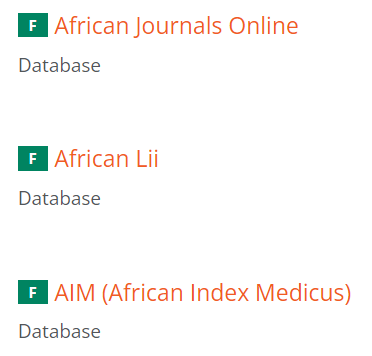 F African Journals Online
Database
F African Lii
Database
F AIM (African Index Medicus)
Database